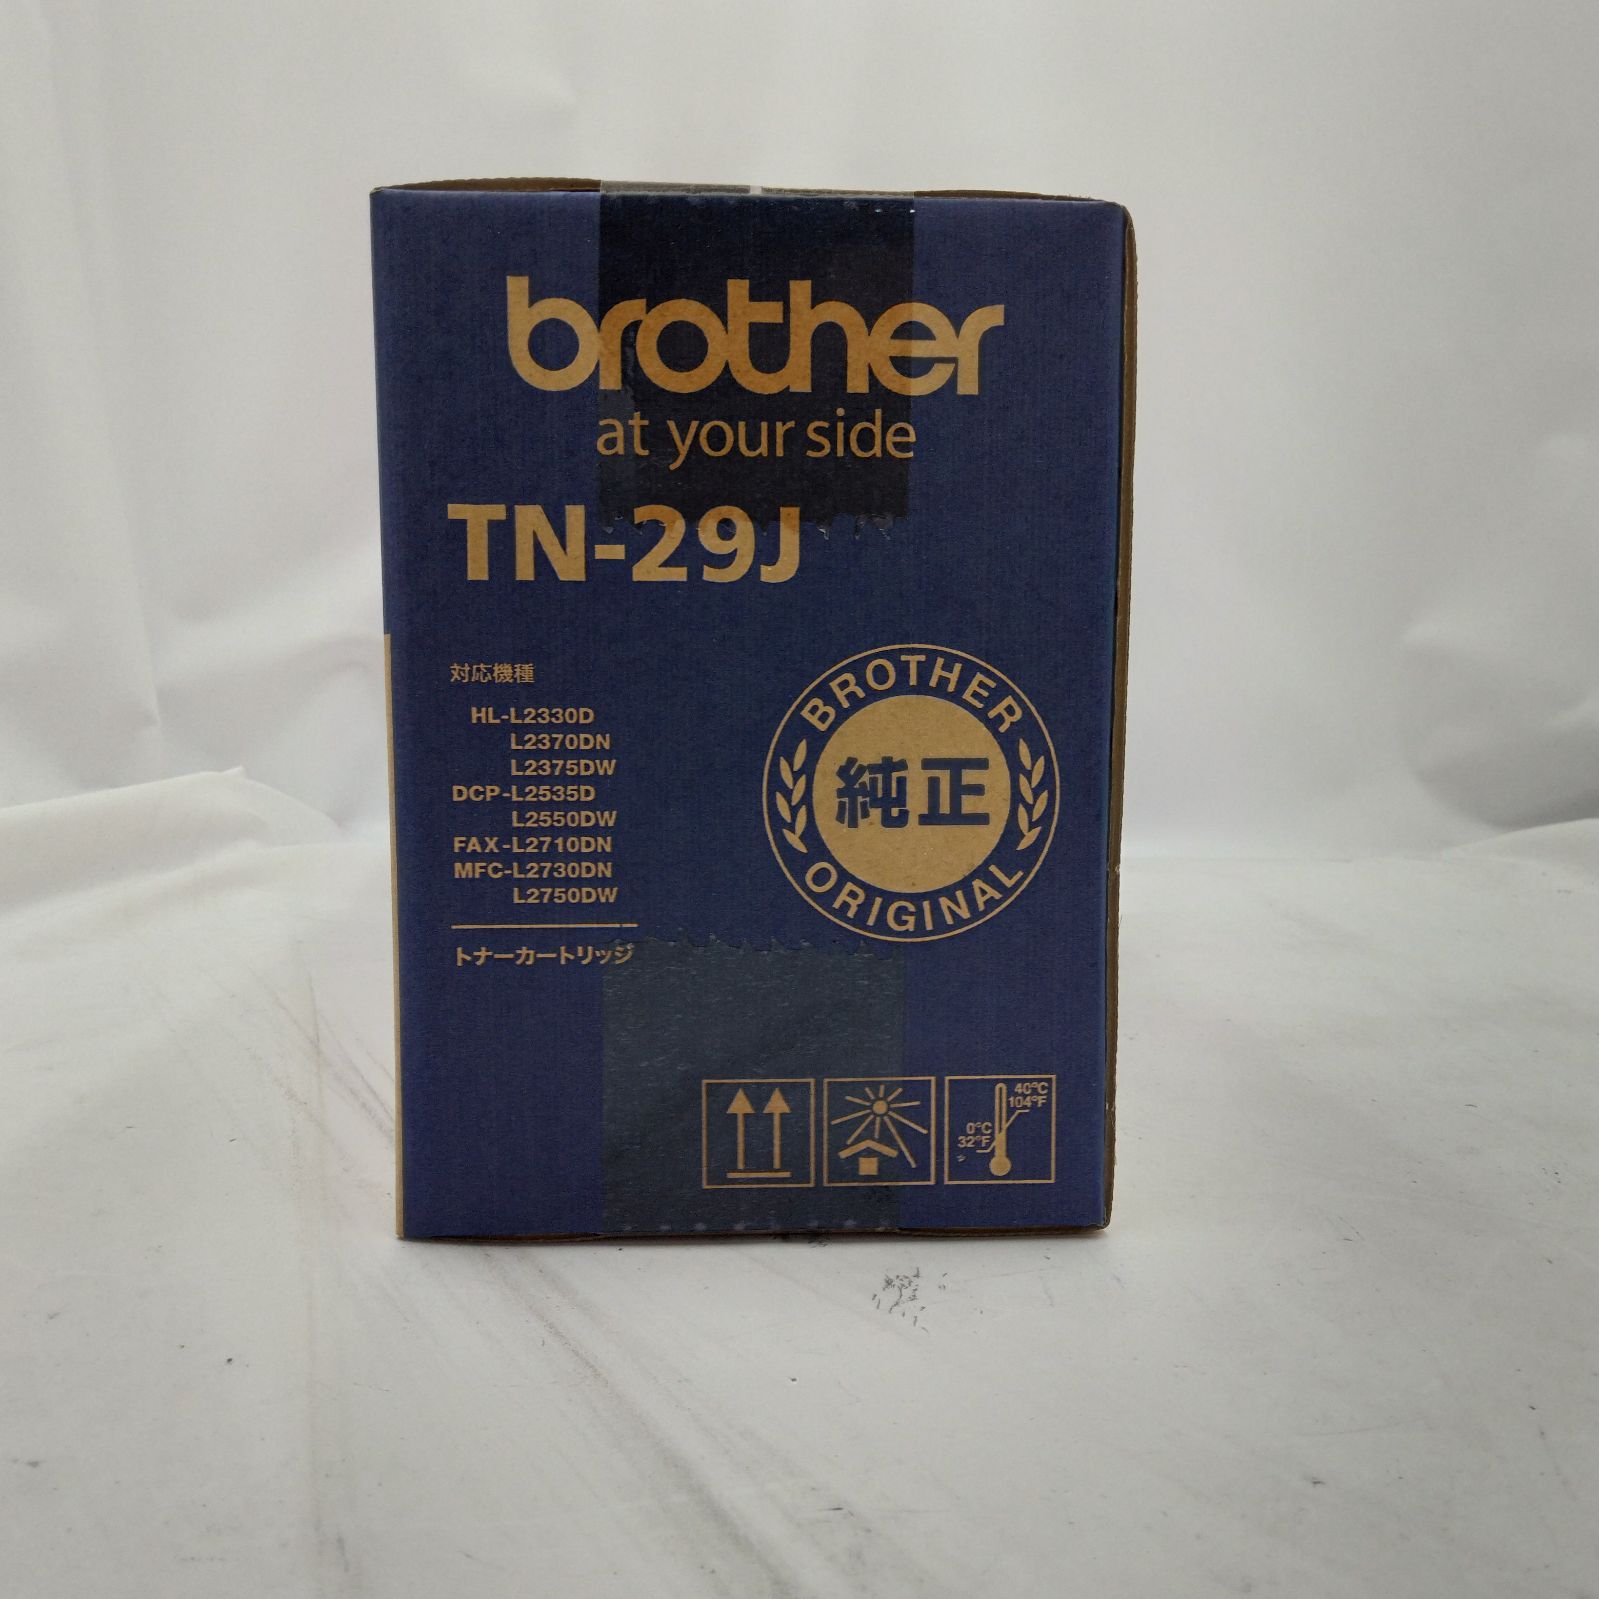 brother
at your side
TN-29J
対応機種
HL-L2330D
L2370DN
L2375DW
DCP-L2535D
L2550DW
FAX-L2710DN
MFC-L2730DN
L2750DW
トナーカートリッジ
BROTHER
純正
ORIGINAL
40°C
104°F
0°C
32°F